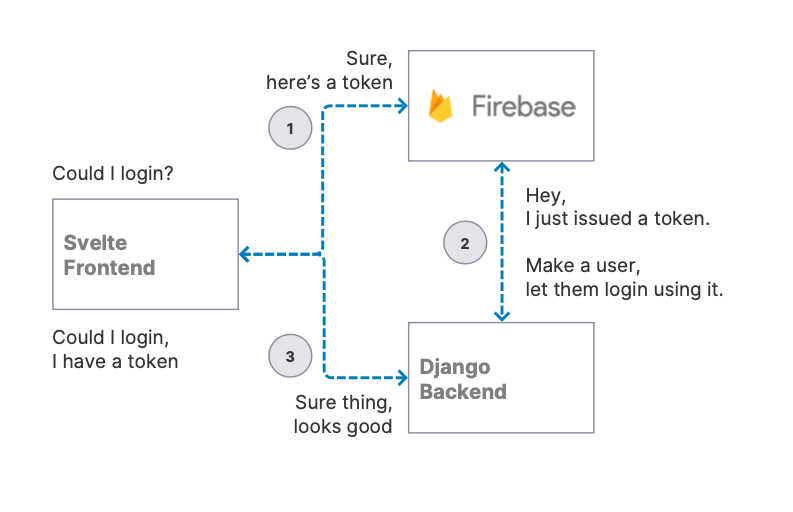 Sure,
here's a token
Firebase
1
Could I login?
Hey,
I just issued a token.
Svelte
Frontend
2
Make a user,
let them login using it.
Could I login,
I have a token
3
Django
Backend
Sure thing,
looks good